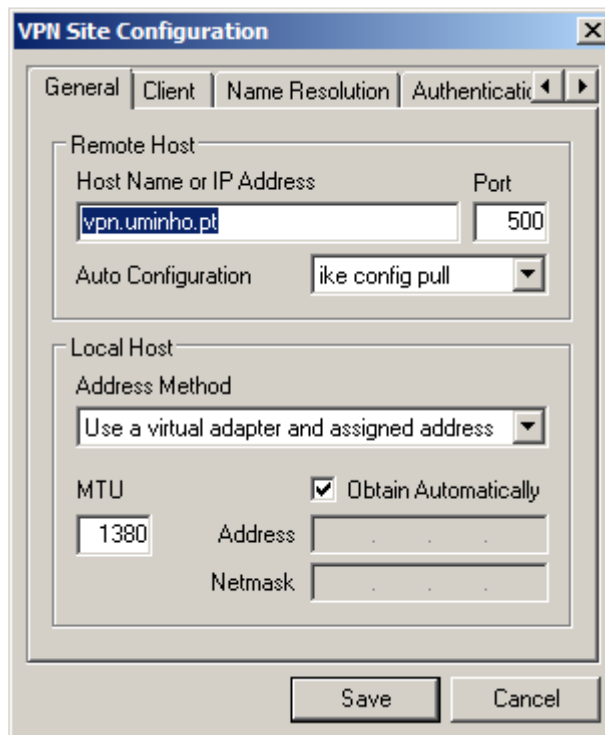 VPN Site Configuration
General Client Name Resolution Authenticatic
Remote Host
Host Name or IP Address Port
vpn.uminho.pt 500
Auto Configuration ike config pull
Local Host
Address Method
Use a virtual adapter and assigned address
MTU Obtain Automatically
1380 Address . . .
Netmask . . .
Save Cancel